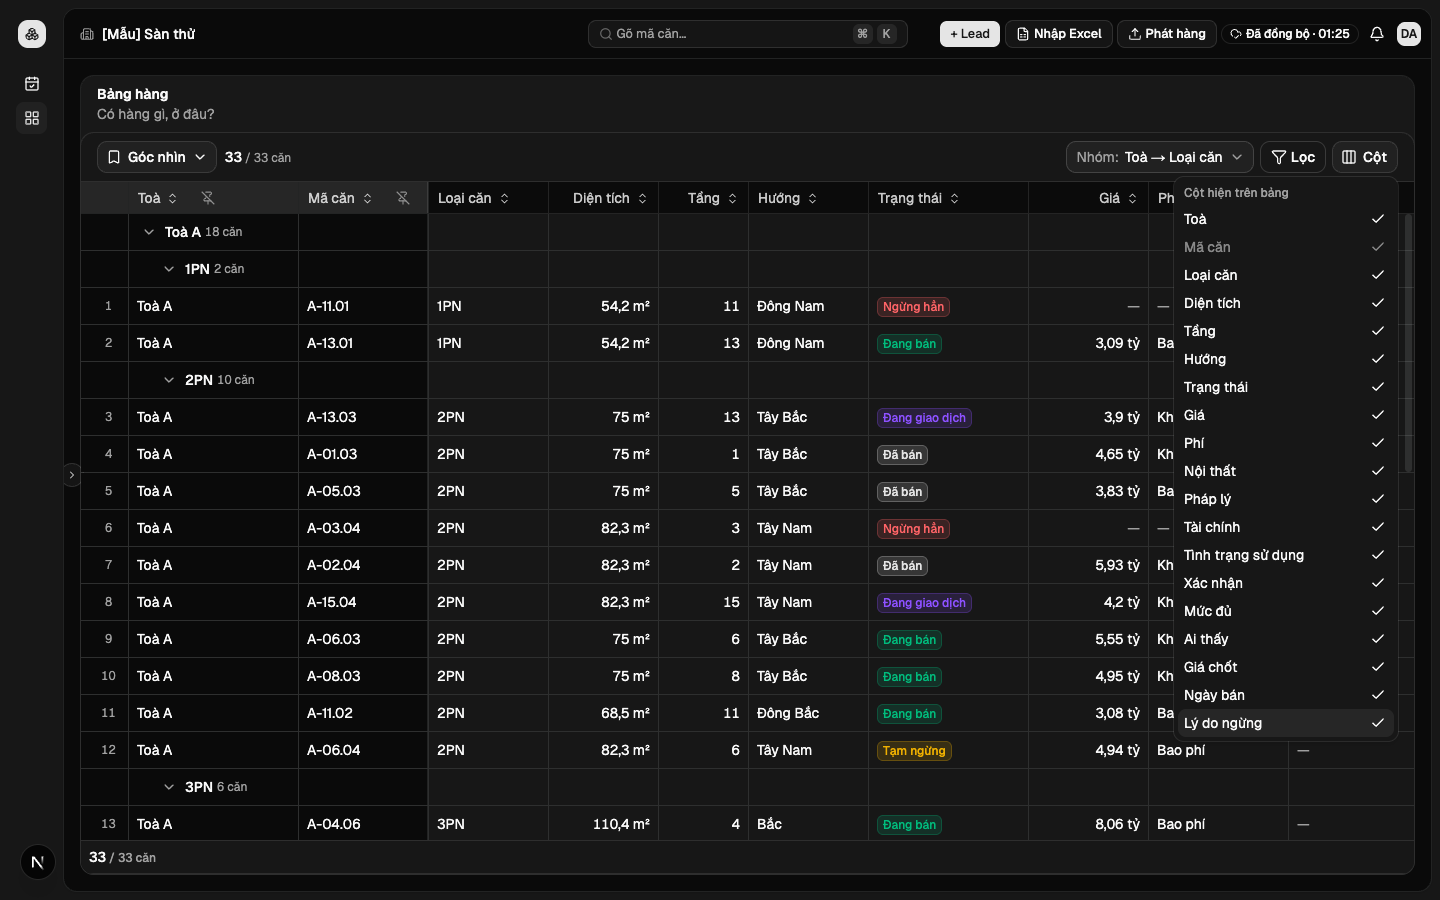 [Mẫu] Sàn thử
Gõ mã căn...
⌘ K
+ Lead
Nhập Excel
Phát hàng
Đã đồng bộ · 01:25
DA
Bảng hàng
Có hàng gì, ở đâu?
Góc nhìn
33 / 33 căn
Nhóm: Toà → Loại căn
Lọc
Cột
Toà Mã căn Loại căn Diện tích Tầng Hướng Trạng thái Giá Ph
Toà A 18 căn
1PN 2 căn
1 Toà A A-11.01 1PN 54,2 m² 11 Đông Nam Ngừng hẳn — —
2 Toà A A-13.01 1PN 54,2 m² 13 Đông Nam Đang bán 3,09 tỷ Ba
2PN 10 căn
3 Toà A A-13.03 2PN 75 m² 13 Tây Bắc Đang giao dịch 3,9 tỷ Kh
4 Toà A A-01.03 2PN 75 m² 1 Tây Bắc Đã bán 4,65 tỷ Kh
5 Toà A A-05.03 2PN 75 m² 5 Tây Bắc Đã bán 3,83 tỷ Ba
6 Toà A A-03.04 2PN 82,3 m² 3 Tây Nam Ngừng hẳn — —
7 Toà A A-02.04 2PN 82,3 m² 2 Tây Nam Đã bán 5,93 tỷ Kh
8 Toà A A-15.04 2PN 82,3 m² 15 Tây Nam Đang giao dịch 4,2 tỷ Kh
9 Toà A A-06.03 2PN 75 m² 6 Tây Bắc Đang bán 5,55 tỷ Kh
10 Toà A A-08.03 2PN 75 m² 8 Tây Bắc Đang bán 4,95 tỷ Kh
11 Toà A A-11.02 2PN 68,5 m² 11 Đông Bắc Đang bán 3,08 tỷ Ba
12 Toà A A-06.04 2PN 82,3 m² 6 Tây Nam Tạm ngừng 4,94 tỷ Bao phí —
3PN 6 căn
13 Toà A A-04.06 3PN 110,4 m² 4 Bắc Đang bán 8,06 tỷ Bao phí —
33 / 33 căn
Cột hiện trên bảng
Toà
Mã căn
Loại căn
Diện tích
Tầng
Hướng
Trạng thái
Giá
Phí
Nội thất
Pháp lý
Tài chính
Tình trạng sử dụng
Xác nhận
Mức đủ
Ai thấy
Giá chốt
Ngày bán
Lý do ngừng
N